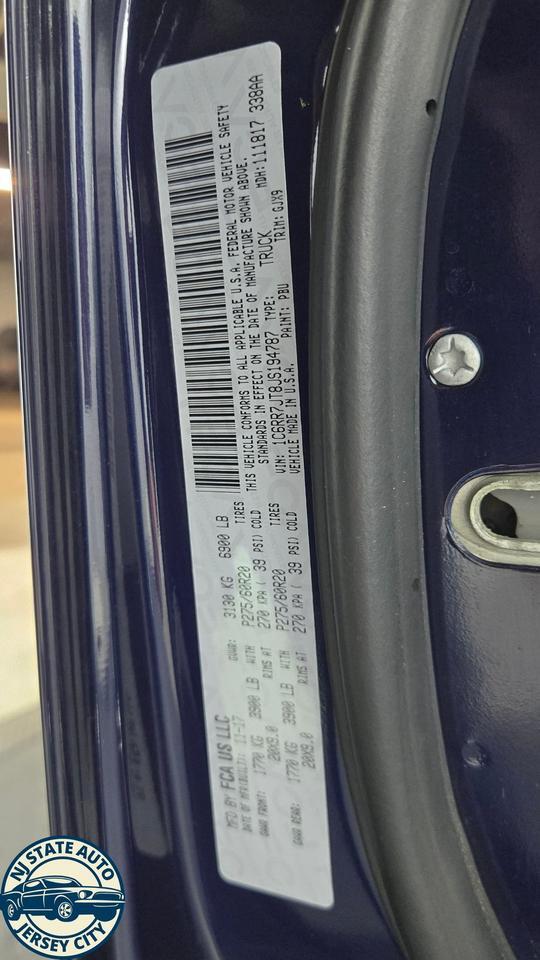 MFD BY FCA US LLC
DATE OF MFR(BUILT): 11-17 GVWR: 3130 KG 6900 LB
GAWR FRONT: 1770 KG 3900 LB WITH P275/60R20 TIRES
RIMS AT 20X9.0 270 KPA ( 39 PSI) COLD
GAWR REAR: 1770 KG 3900 LB WITH P275/60R20 TIRES
RIMS AT 20X9.0 270 KPA ( 39 PSI) COLD
THIS VEHICLE CONFORMS TO ALL APPLICABLE U.S.A. FEDERAL MOTOR VEHICLE SAFETY
STANDARDS IN EFFECT ON THE DATE OF MANUFACTURE SHOWN ABOVE.
MDH:111817 338AA
VIN: 1C6RR7JT8JS194787 TYPE: TRUCK
VEHICLE MADE IN U.S.A. PAINT: PBU TRIM: GJX9
NJ STATE AUTO
JERSEY CITY